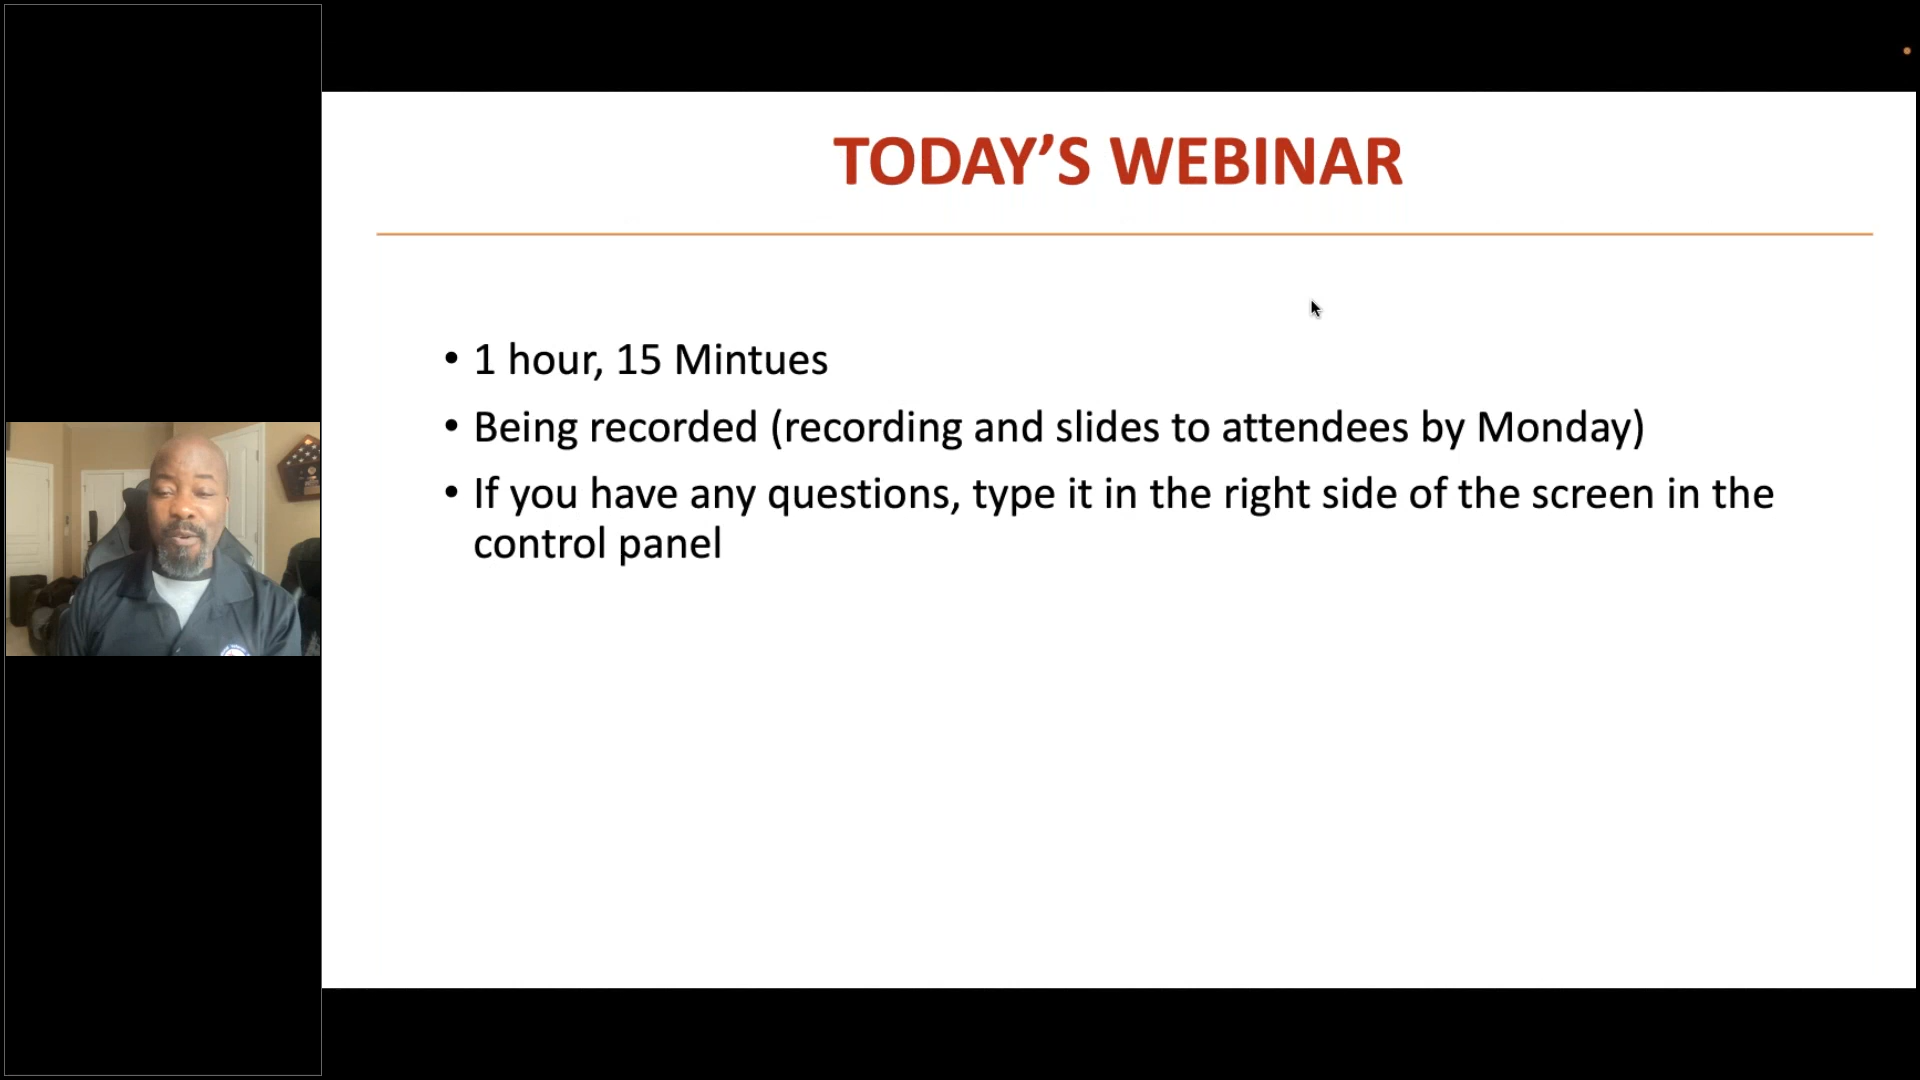 TODAY’S WEBINAR
• 1 hour, 15 Mintues
• Being recorded (recording and slides to attendees by Monday)
• If you have any questions, type it in the right side of the screen in the
control panel